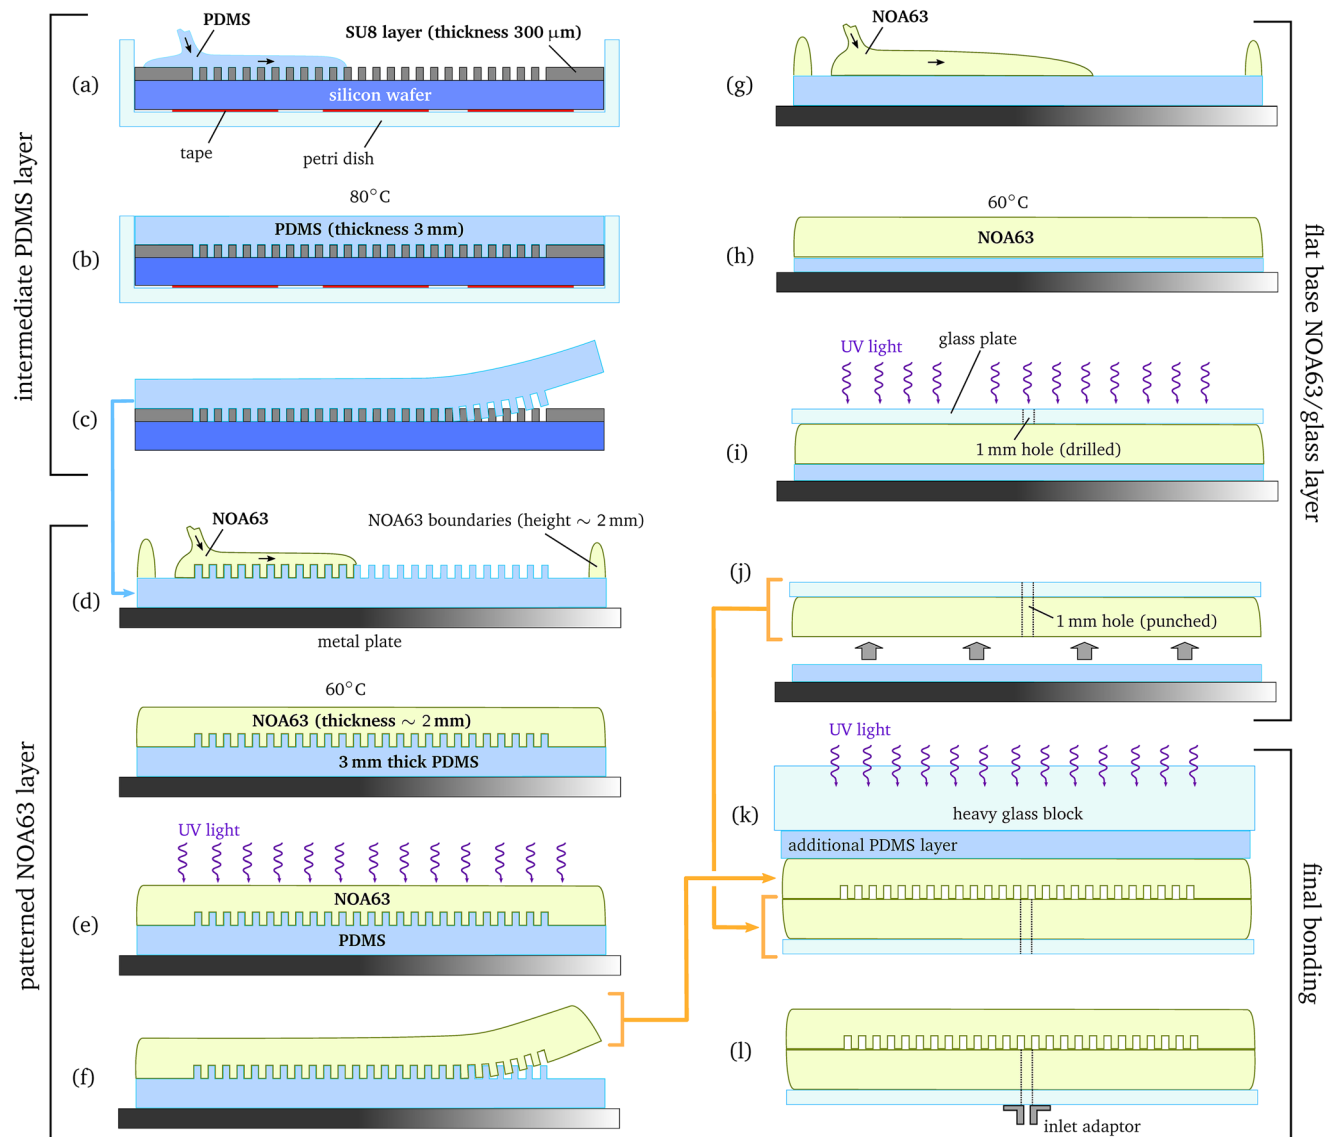 intermediate PDMS layer
(a)
PDMS
SU8 layer (thickness 300 μm)
silicon wafer
tape
petri dish
80°C
(b)
PDMS (thickness 3 mm)
(c)
patterned NOA63 layer
NOA63
NOA63 boundaries (height ∼ 2 mm)
(d)
metal plate
60°C
NOA63 (thickness ∼ 2 mm)
3 mm thick PDMS
UV light
NOA63
(e)
PDMS
(f)
flat base NOA63/glass layer
NOA63
(g)
60°C
NOA63
(h)
UV light
glass plate
1 mm hole (drilled)
(i)
(j)
1 mm hole (punched)
final bonding
UV light
(k)
heavy glass block
additional PDMS layer
(l)
inlet adaptor